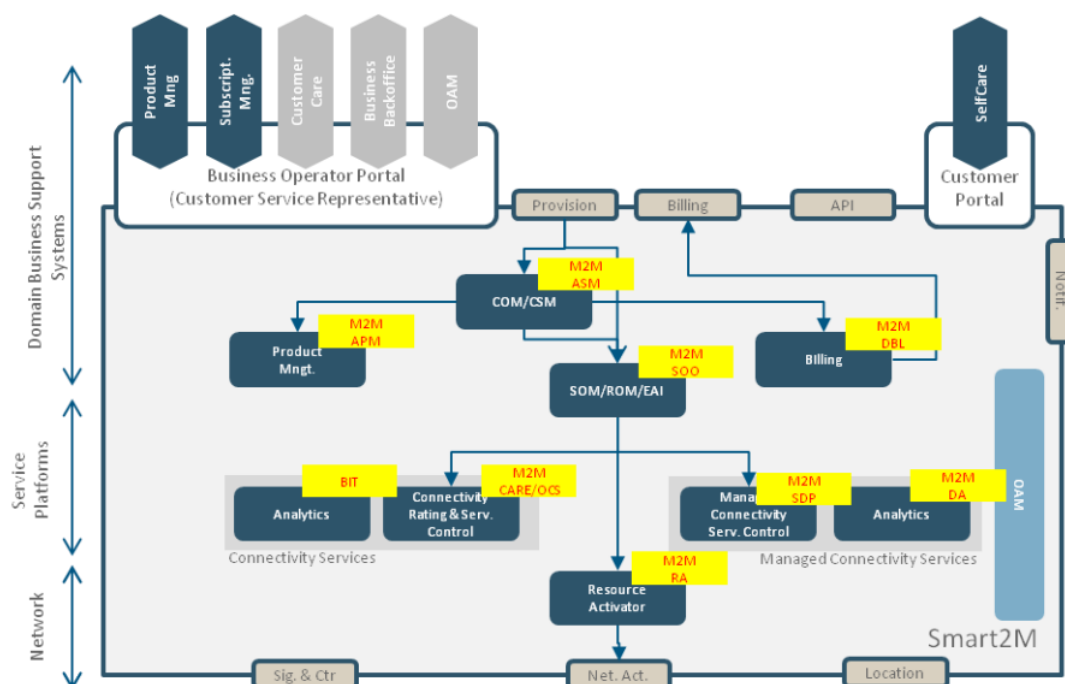 Product
Mng
Subscript.
Mng.
Customer
Care
Business
Backoffice
OAM
SelfCare
Business Operator Portal
(Customer Service Representative)
Customer
Portal
Provision
Billing
API
Notif.
Domain Business Support
Systems
M2M
ASM
COM/CSM
M2M
APM
Product
Mngt.
M2M
DBL
BIlling
M2M
SOO
SOM/ROM/EAI
Service
Platforms
BIT
Analytics
M2M
CARE/OCS
Connectivity
Rating & Serv.
Control
Connectivity Services
M2M
SDP
Connectivity
Serv. Control
M2M
DA
Analytics
Managed Connectivity Services
OAM
Network
M2M
RA
Resource
Activator
Smart2M
Sig. & Ctr
Net. Act.
Location